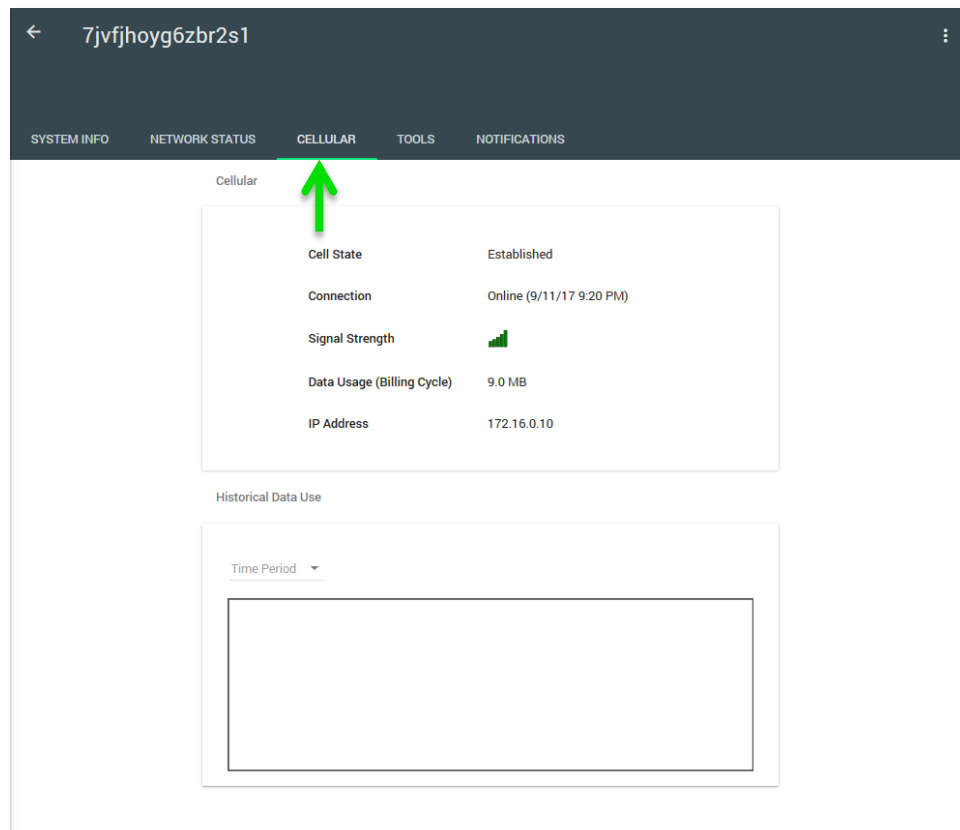 7jvfjhoyg6zbr2s1
SYSTEM INFO NETWORK STATUS CELLULAR TOOLS NOTIFICATIONS
Cellular
Cell State Established
Connection Online (9/11/17 9:20 PM)
Signal Strength
Data Usage (Billing Cycle) 9.0 MB
IP Address 172.16.0.10
Historical Data Use
Time Period